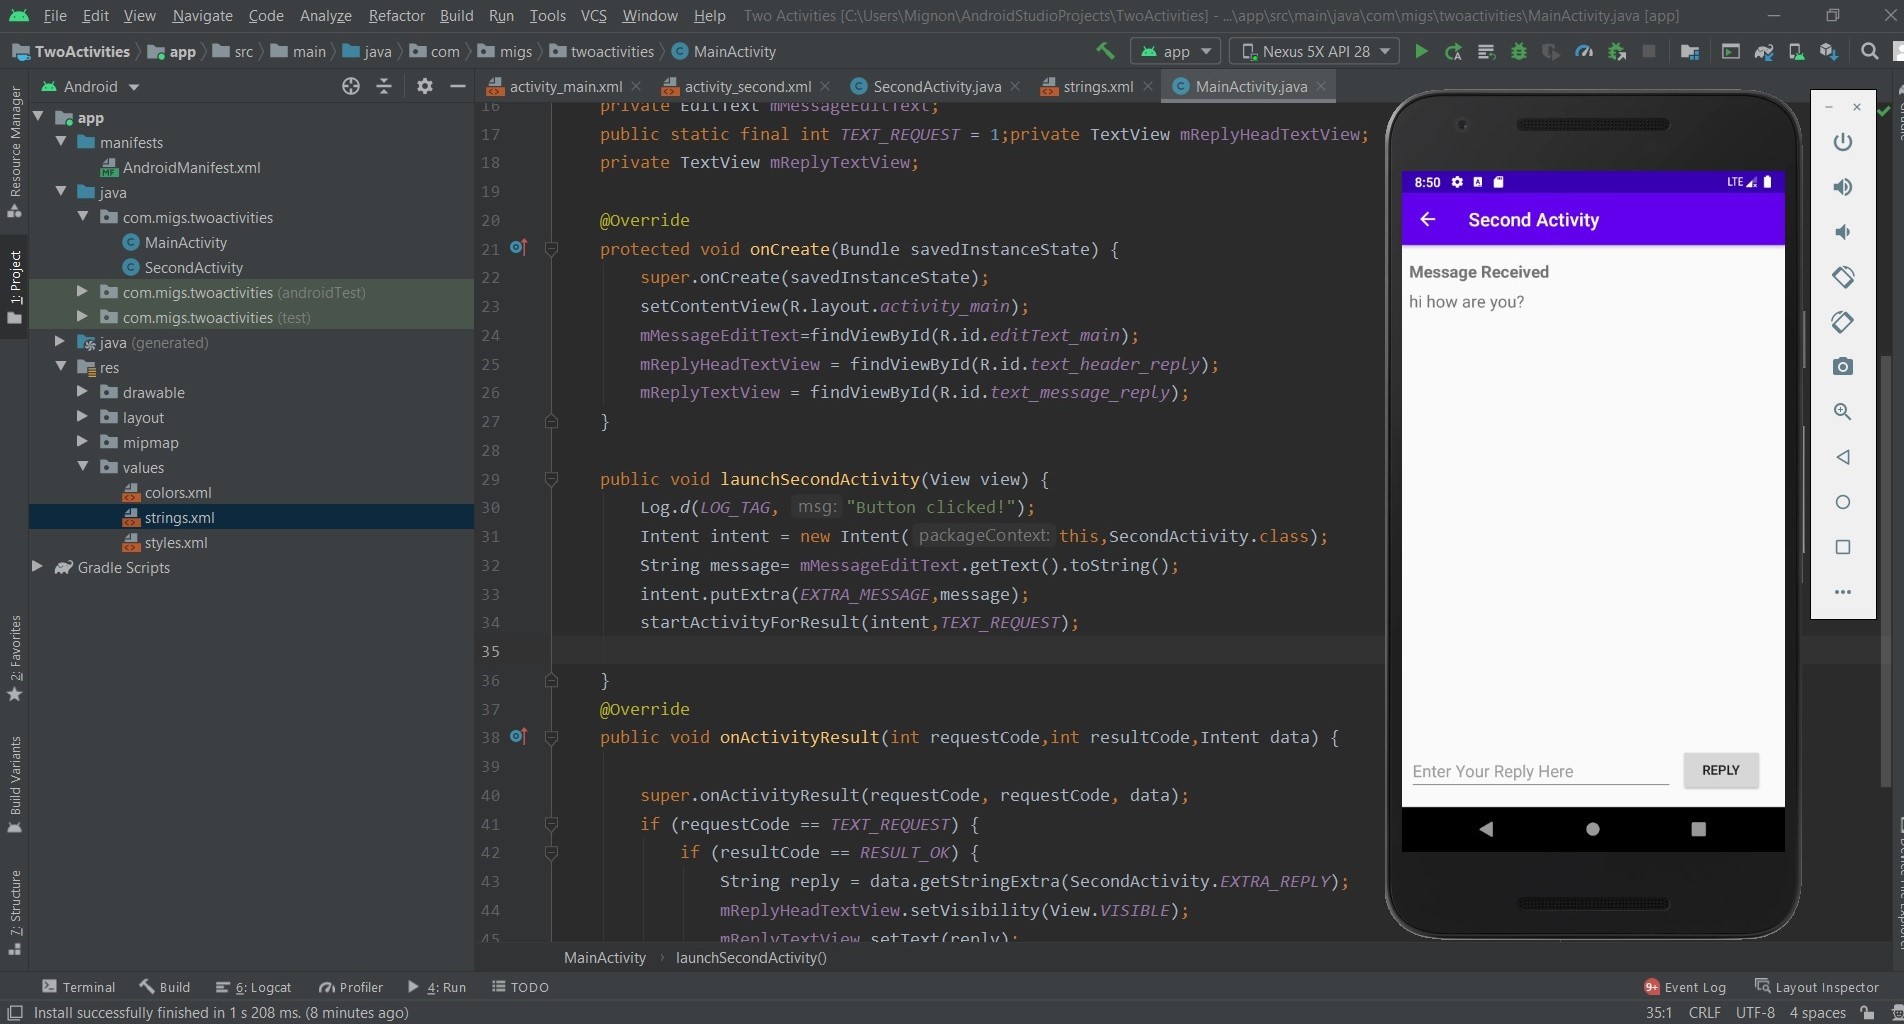 File Edit View Navigate Code Analyze Refactor Build Run Tools VCS Window Help Two Activities [C:\Users\Mignon\AndroidStudioProjects\TwoActivities] - ...\app\src\main\java\com\migs\twoactivities\MainActivity.java [app]
TwoActivities app src main java com migs twoactivities MainActivity app Nexus 5X API 28
Android
activity_main.xml activity_second.xml SecondActivity.java strings.xml MainActivity.java
Resource Manager
1: Project
2: Favorites
Build Variants
7: Structure
app
manifests
AndroidManifest.xml
java
com.migs.twoactivities
MainActivity
SecondActivity
com.migs.twoactivities (androidTest)
com.migs.twoactivities (test)
java (generated)
res
drawable
layout
mipmap
values
colors.xml
strings.xml
styles.xml
Gradle Scripts
16 private EditText mMessageEditText;
17 public static final int TEXT_REQUEST = 1;private TextView mReplyHeadTextView;
18 private TextView mReplyTextView;
19
20 @Override
21 protected void onCreate(Bundle savedInstanceState) {
22 super.onCreate(savedInstanceState);
23 setContentView(R.layout.activity_main);
24 mMessageEditText=findViewById(R.id.editText_main);
25 mReplyHeadTextView = findViewById(R.id.text_header_reply);
26 mReplyTextView = findViewById(R.id.text_message_reply);
27 }
28
29 public void launchSecondActivity(View view) {
30 Log.d(LOG_TAG, msg: "Button clicked!");
31 Intent intent = new Intent( packageContext: this,SecondActivity.class);
32 String message= mMessageEditText.getText().toString();
33 intent.putExtra(EXTRA_MESSAGE,message);
34 startActivityForResult(intent,TEXT_REQUEST);
35
36 }
37 @Override
38 public void onActivityResult(int requestCode,int resultCode,Intent data) {
39
40 super.onActivityResult(requestCode, requestCode, data);
41 if (requestCode == TEXT_REQUEST) {
42 if (resultCode == RESULT_OK) {
43 String reply = data.getStringExtra(SecondActivity.EXTRA_REPLY);
44 mReplyHeadTextView.setVisibility(View.VISIBLE);
45 mReplyTextView.setText(reply);
MainActivity launchSecondActivity()
8:50 LTE
Second Activity
Message Received
hi how are you?
Enter Your Reply Here REPLY
Terminal Build 6: Logcat Profiler 4: Run TODO 9+ Event Log Layout Inspector
Install successfully finished in 1 s 208 ms. (8 minutes ago) 35:1 CRLF UTF-8 4 spaces